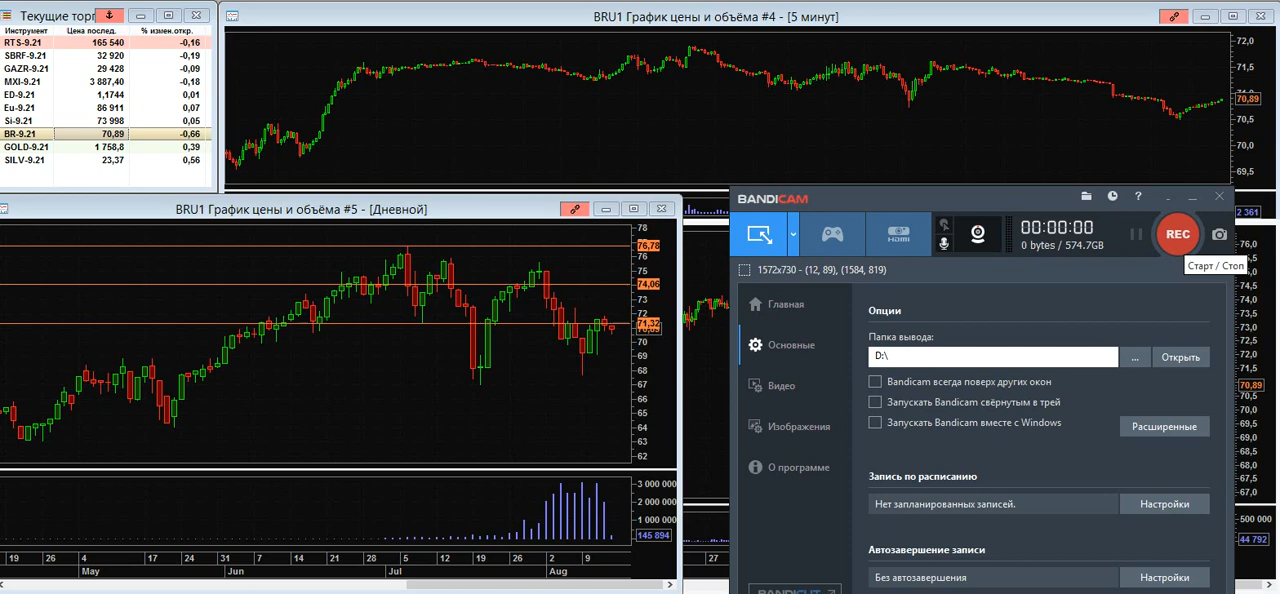 Текущие торг
Инструмент Цена послед. % измен.откр.
RTS-9.21 165 540 -0,16
SBRF-9.21 32 920 -0,19
GAZR-9.21 29 428 -0,09
MXI-9.21 3 887,40 -0,18
ED-9.21 1,1744 0,01
Eu-9.21 86 911 0,07
Si-9.21 73 998 0,05
BR-9.21 70,89 -0,66
GOLD-9.21 1 758,8 0,39
SILV-9.21 23,37 0,56
BRU1 График цены и объёма #4 - [5 минут]
72,0
71,5
71,0
70,89
70,5
70,0
69,5
2 361
BRU1 График цены и объёма #5 - [Дневной]
78
76,78
76
75
74,06
73
72
71,32
70,89
70
69
68
67
66
65
64
63
62
3 000 000
2 000 000
1 000 000
145 894
19 26 4 17 24 31 7 14 21 28 5 12 19 26 2 9
May Jun Jul Aug
BANDICAM
?
HDMI
00:00:00
0 bytes / 574.7GB
REC
Старт / Стоп
1572x730 - (12, 89), (1584, 819)
Главная
Основные
Видео
Изображения
О программе
Опции
Папка вывода:
D:\
...
Открыть
Bandicam всегда поверх других окон
Запускать Bandicam свёрнутым в трей
Запускать Bandicam вместе с Windows
Расширенные
Запись по расписанию
Нет запланированных записей.
Настройки
Автозавершение записи
Без автозавершения
Настройки
BANDICUT
76,0
75,5
75,0
74,5
74,0
73,5
73,0
72,5
72,0
71,5
70,89
70,5
70,0
69,5
69,0
68,5
68,0
67,5
67,0
500 000
44 792
27